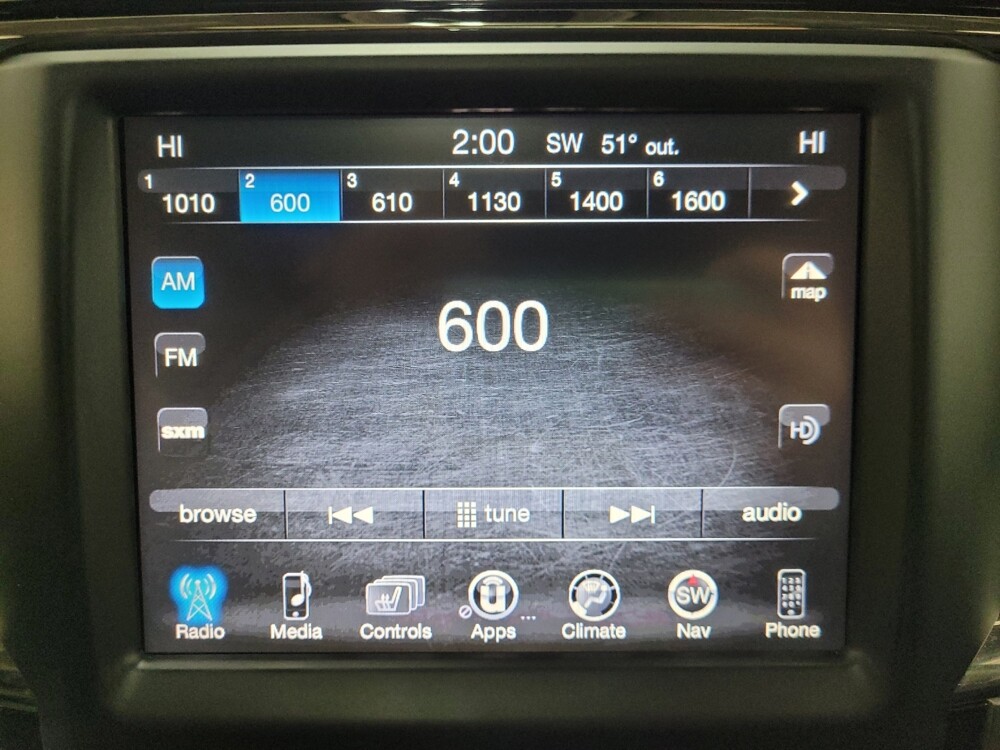 HI 2:00 SW 51° out. HI
1 1010 2 600 3 610 4 1130 5 1400 6 1600
AM
map
600
FM
sxm
HD
browse tune audio
SW
Radio Media Controls Apps ... Climate Nav Phone